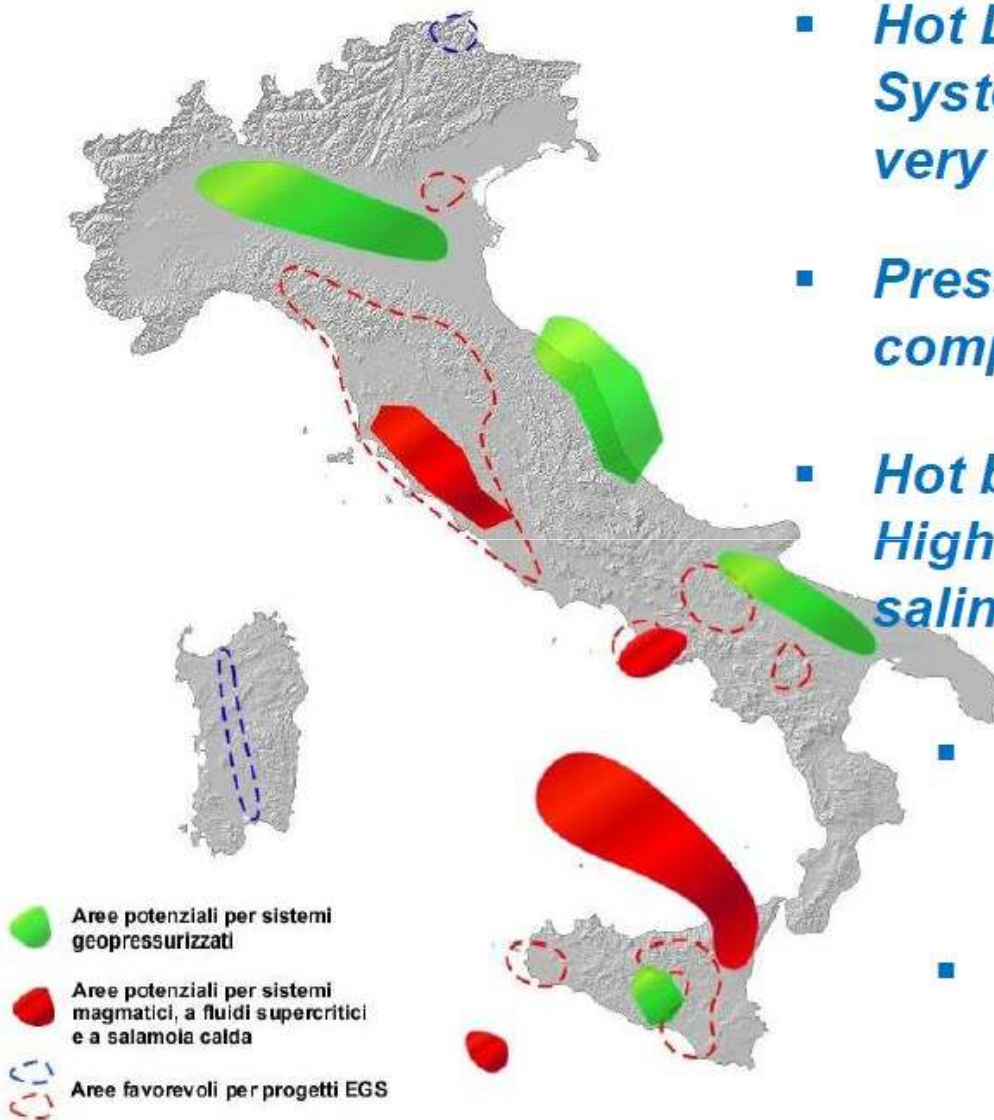 Hot
Syste
very
Pres
comp
Hot b
High
salin
Aree potenziali per sistemi
geopressurizzati
Aree potenziali per sistemi
magmatici, a fluidi supercritici
e a salamoia calda
Aree favorevoli per progetti EGS